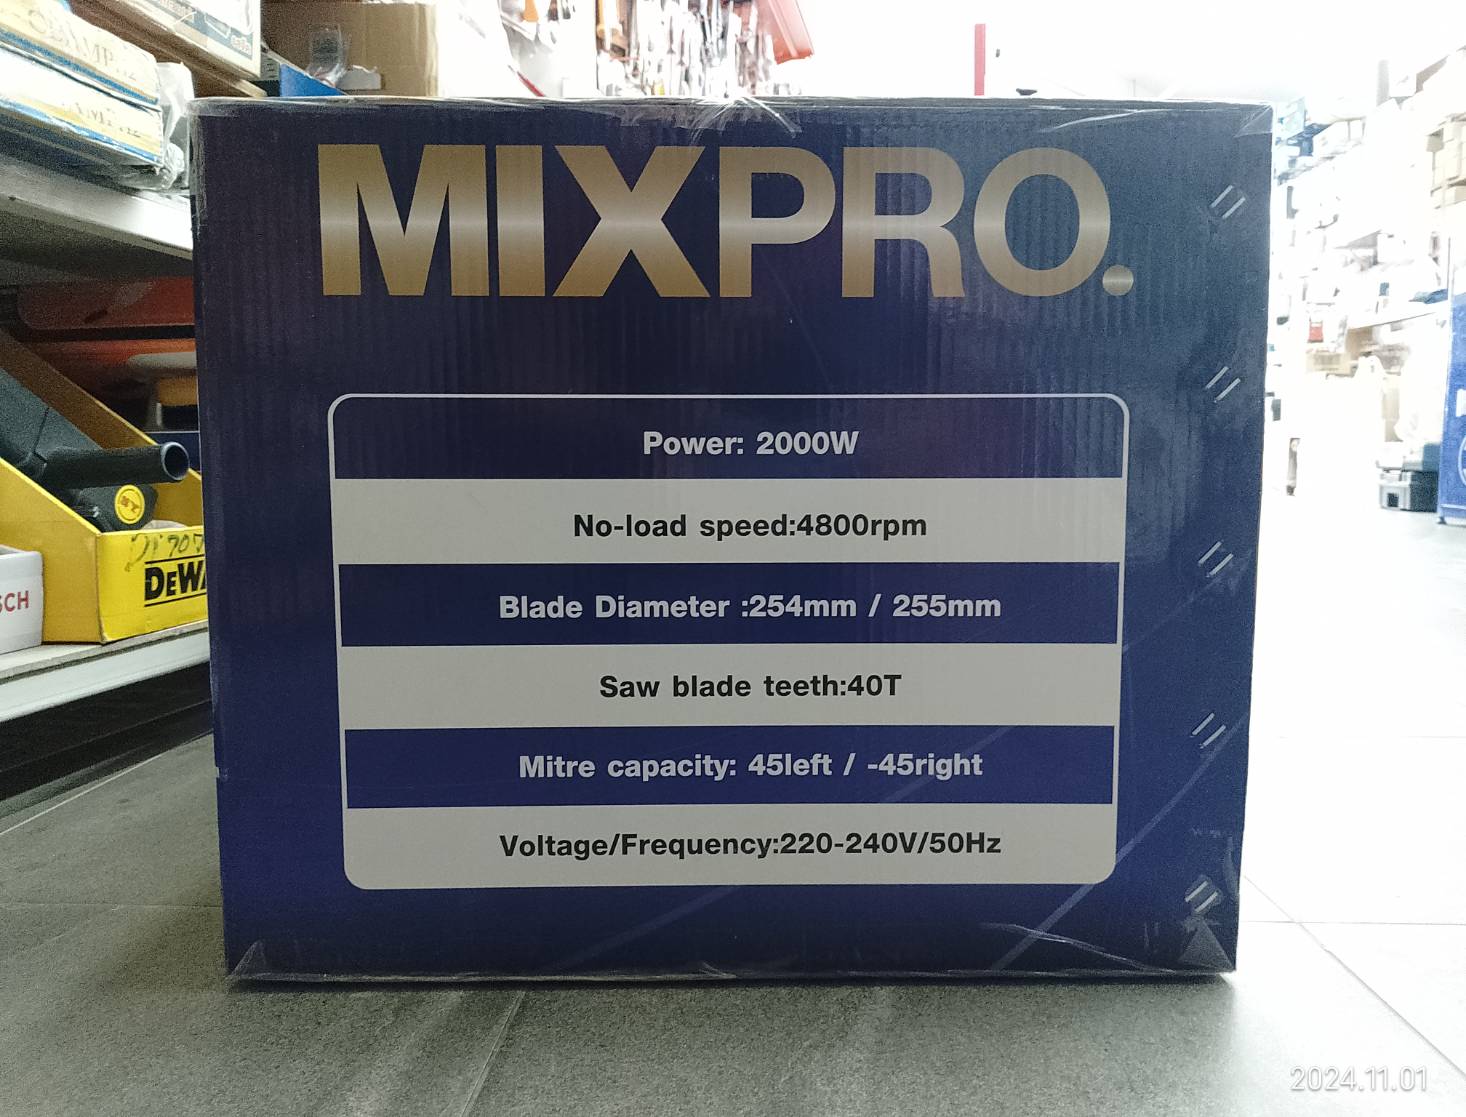 MIXPRO.
Power: 2000W
No-load speed:4800rpm
Blade Diameter :254mm / 255mm
Saw blade teeth:40T
Mitre capacity: 45left / -45right
Voltage/Frequency:220-240V/50Hz
DEWA
SCH
2024.11.01